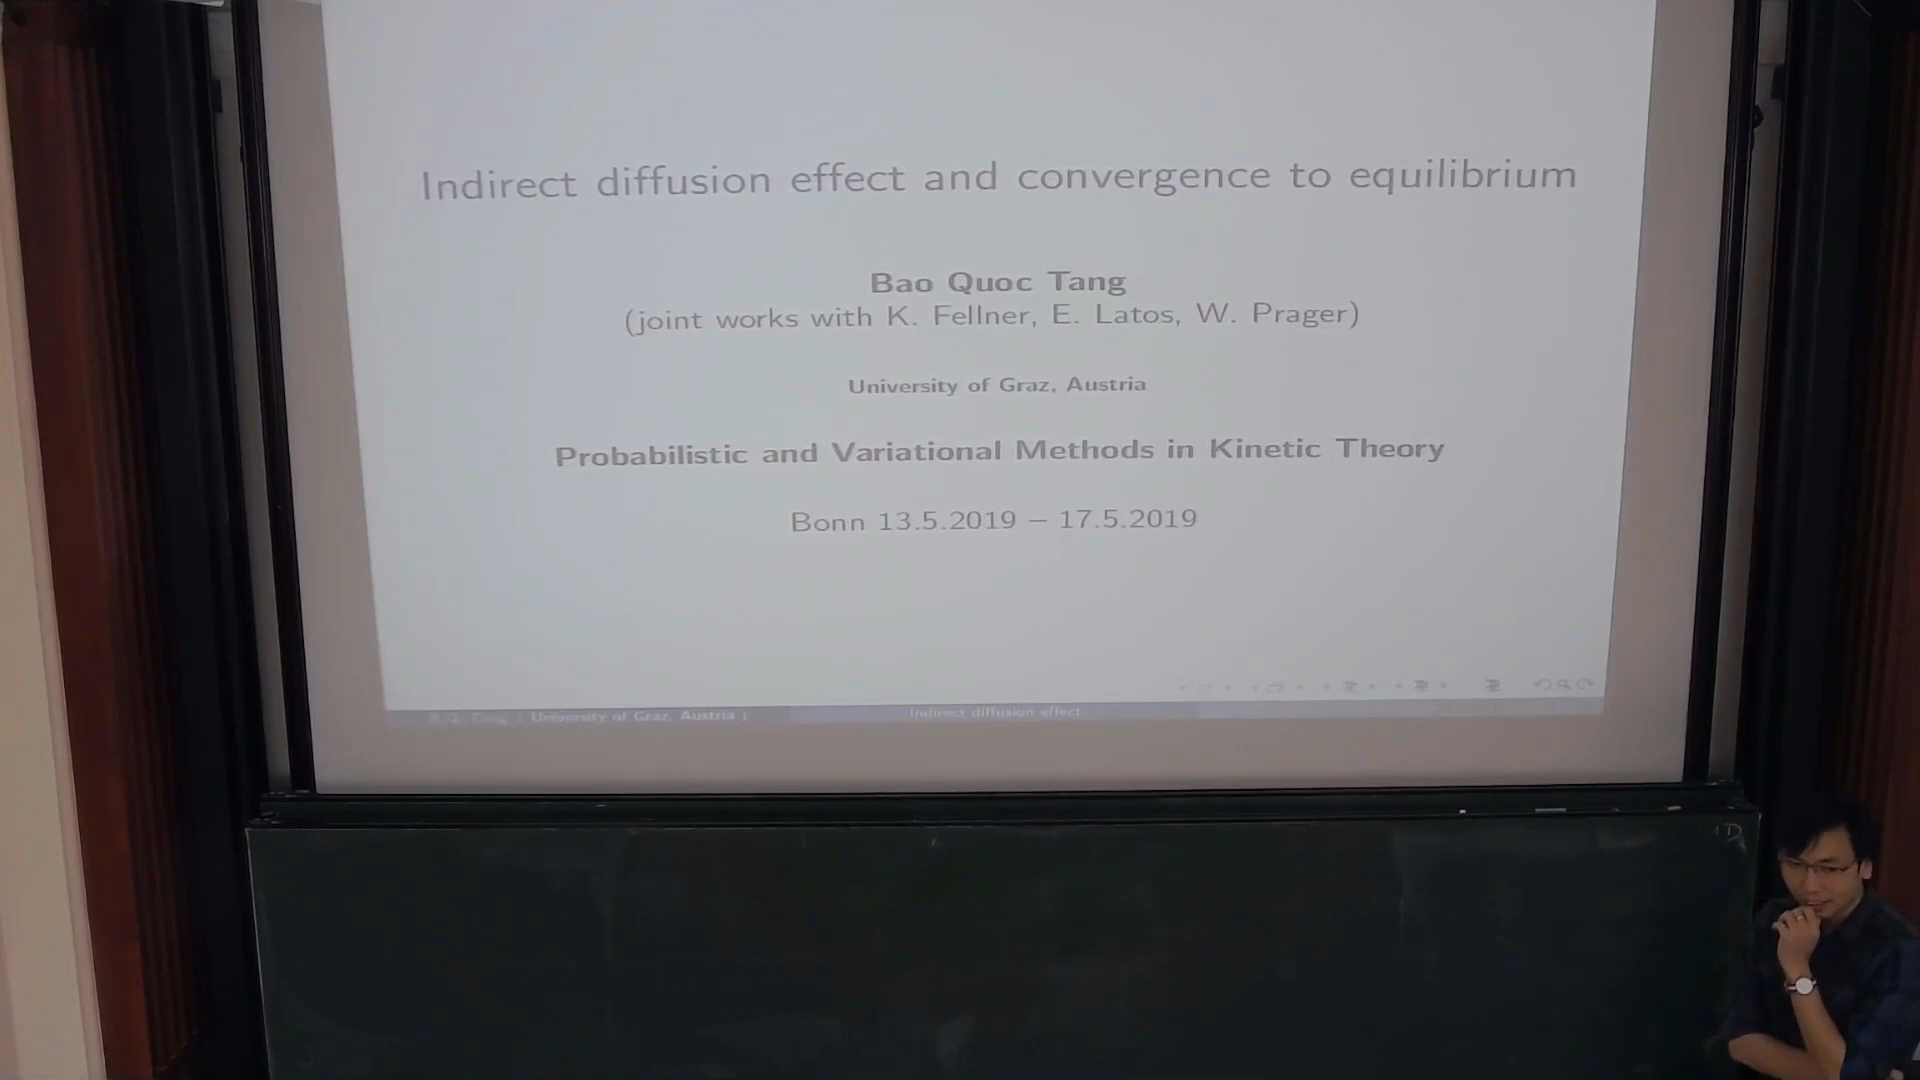 Indirect diffusion effect and convergence to equilibrium
Bao Quoc Tang
(joint works with K. Fellner, E. Latos, W. Prager)
University of Graz, Austria
Probabilistic and Variational Methods in Kinetic Theory
Bonn 13.5.2019 – 17.5.2019
B.Q. Tang ( University of Graz, Austria ) Indirect diffusion effect